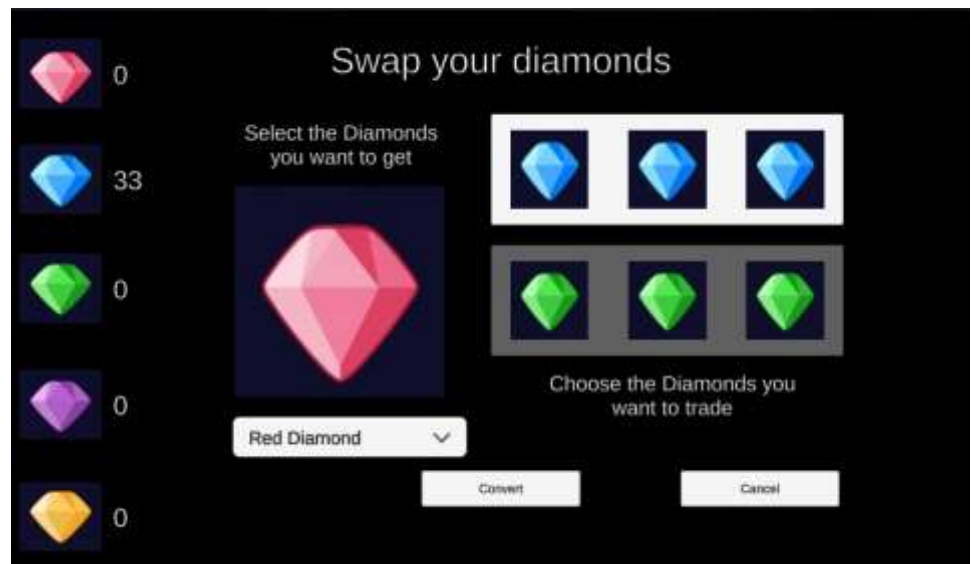 Swap your diamonds
0
33
0
0
0
Select the Diamonds
you want to get
Red Diamond
Choose the Diamonds you
want to trade
Convert
Cancel